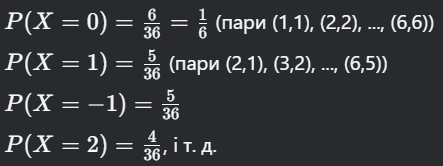 P(X = 0) = 6/36 = 1/6 (пари (1,1), (2,2), ..., (6,6))
P(X = 1) = 5/36 (пари (2,1), (3,2), ..., (6,5))
P(X = −1) = 5/36
P(X = 2) = 4/36, і т. д.